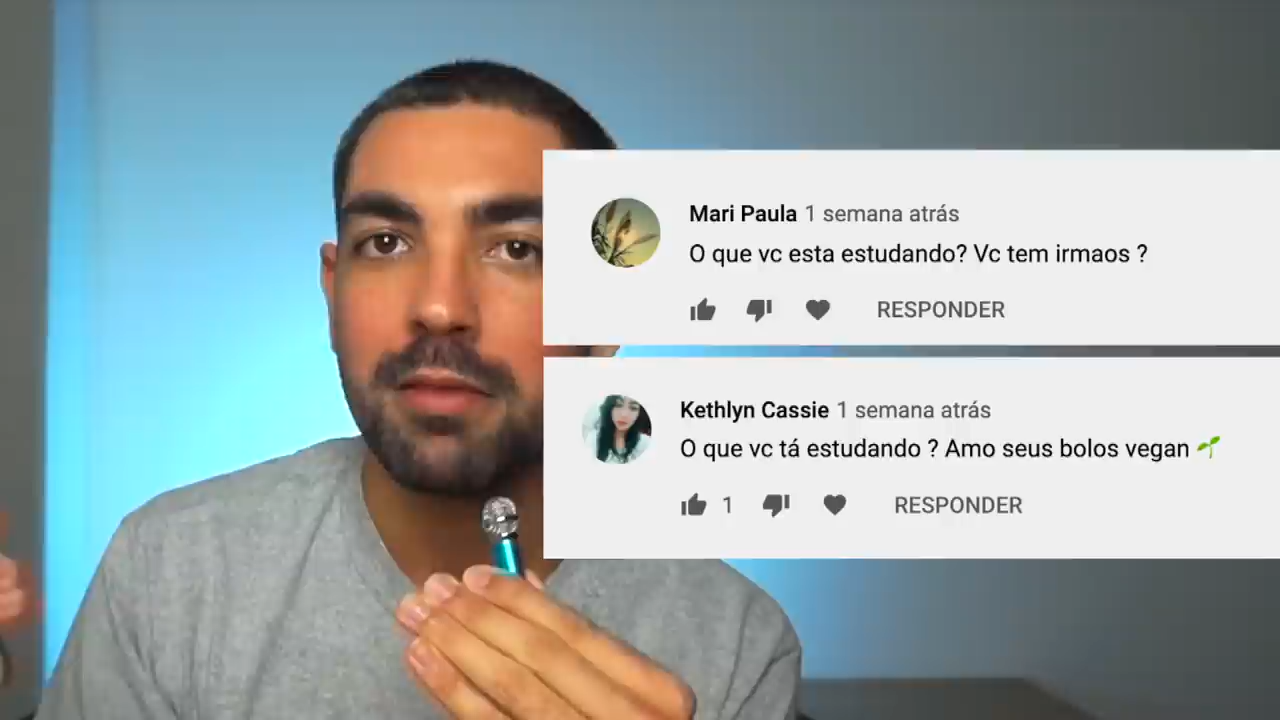 Mari Paula 1 semana atrás
O que vc esta estudando? Vc tem irmaos ?
RESPONDER
Kethlyn Cassie 1 semana atrás
O que vc tá estudando ? Amo seus bolos vegan 🌱
1 RESPONDER